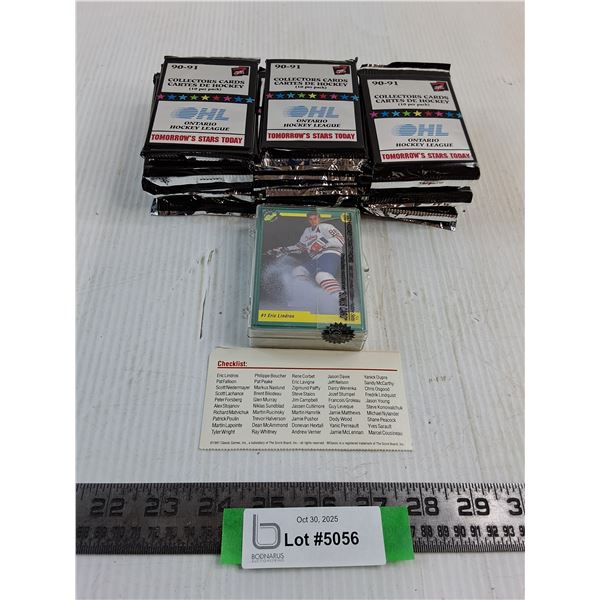 90-91
COLLECTORS CARDS
CARTES DE HOCKEY
(10 per pack)
OHL
ONTARIO
HOCKEY LEAGUE
TOMORROW'S STARS TODAY
90-91
COLLECTORS CARDS
CARTES DE HOCKEY
(10 per pack)
OHL
ONTARIO
HOCKEY LEAGUE
TOMORROW'S STARS TODAY
90-91
COLLECTORS CARDS
CARTES DE HOCKEY
(10 per pack)
OHL
ONTARIO
HOCKEY LEAGUE
TOMORROW'S STARS TODAY
#1 Eric Lindros
Checklist:
Eric Lindros Philippe Boucher Rene Corbet Jason Dawe Yanick Dupre
Pat Falloon Pat Peake Eric Lavigne Jeff Nelson Sandy McCarthy
Scott Niedermayer Markus Naslund Zigmund Palffy Darcy Werenka Chris Osgood
Scott Lachance Brent Bilodeau Steve Staios Jozef Stumpel Fredrik Lindquist
Peter Forsberg Glen Murray Jim Campbell Francois Groleau Jason Young
Alek Stojanov Niklas Sundblad Jassen Cullimore Guy Leveque Steve Konowalchuk
Richard Matvichuk Martin Rucinsky Martin Hamrlik Jamie Matthews Michael Nylander
Patrick Poulin Trevor Halverson Jamie Pushor Dody Wood Shane Peacock
Martin Lapointe Dean McAmmond Donevan Hextall Yanic Perreault Yves Sarault
Tyler Wright Ray Whitney Andrew Verner Jamie McLennan Marcel Cousineau
22 23 24 25 26 27 28 29 30
Oct 30, 2025
Lot #5056
BODNARUS
AUCTIONEERING